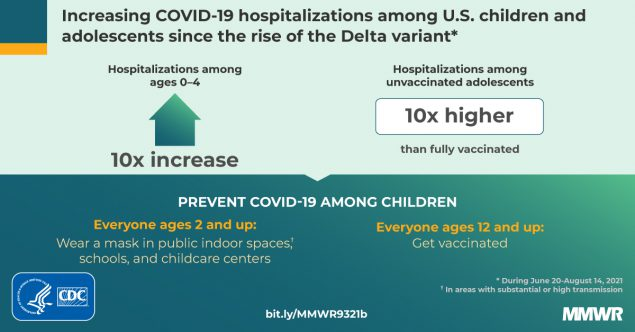 Increasing COVID-19 hospitalizations among U.S. children and
adolescents since the rise of the Delta variant*
Hospitalizations among
ages 0–4
10x increase
Hospitalizations among
unvaccinated adolescents
10x higher
than fully vaccinated
PREVENT COVID-19 AMONG CHILDREN
Everyone ages 2 and up:
Wear a mask in public indoor spaces,†
schools, and childcare centers
Everyone ages 12 and up:
Get vaccinated
* During June 20-August 14, 2021
† In areas with substantial or high transmission
CDC
bit.ly/MMWR9321b
MMWR